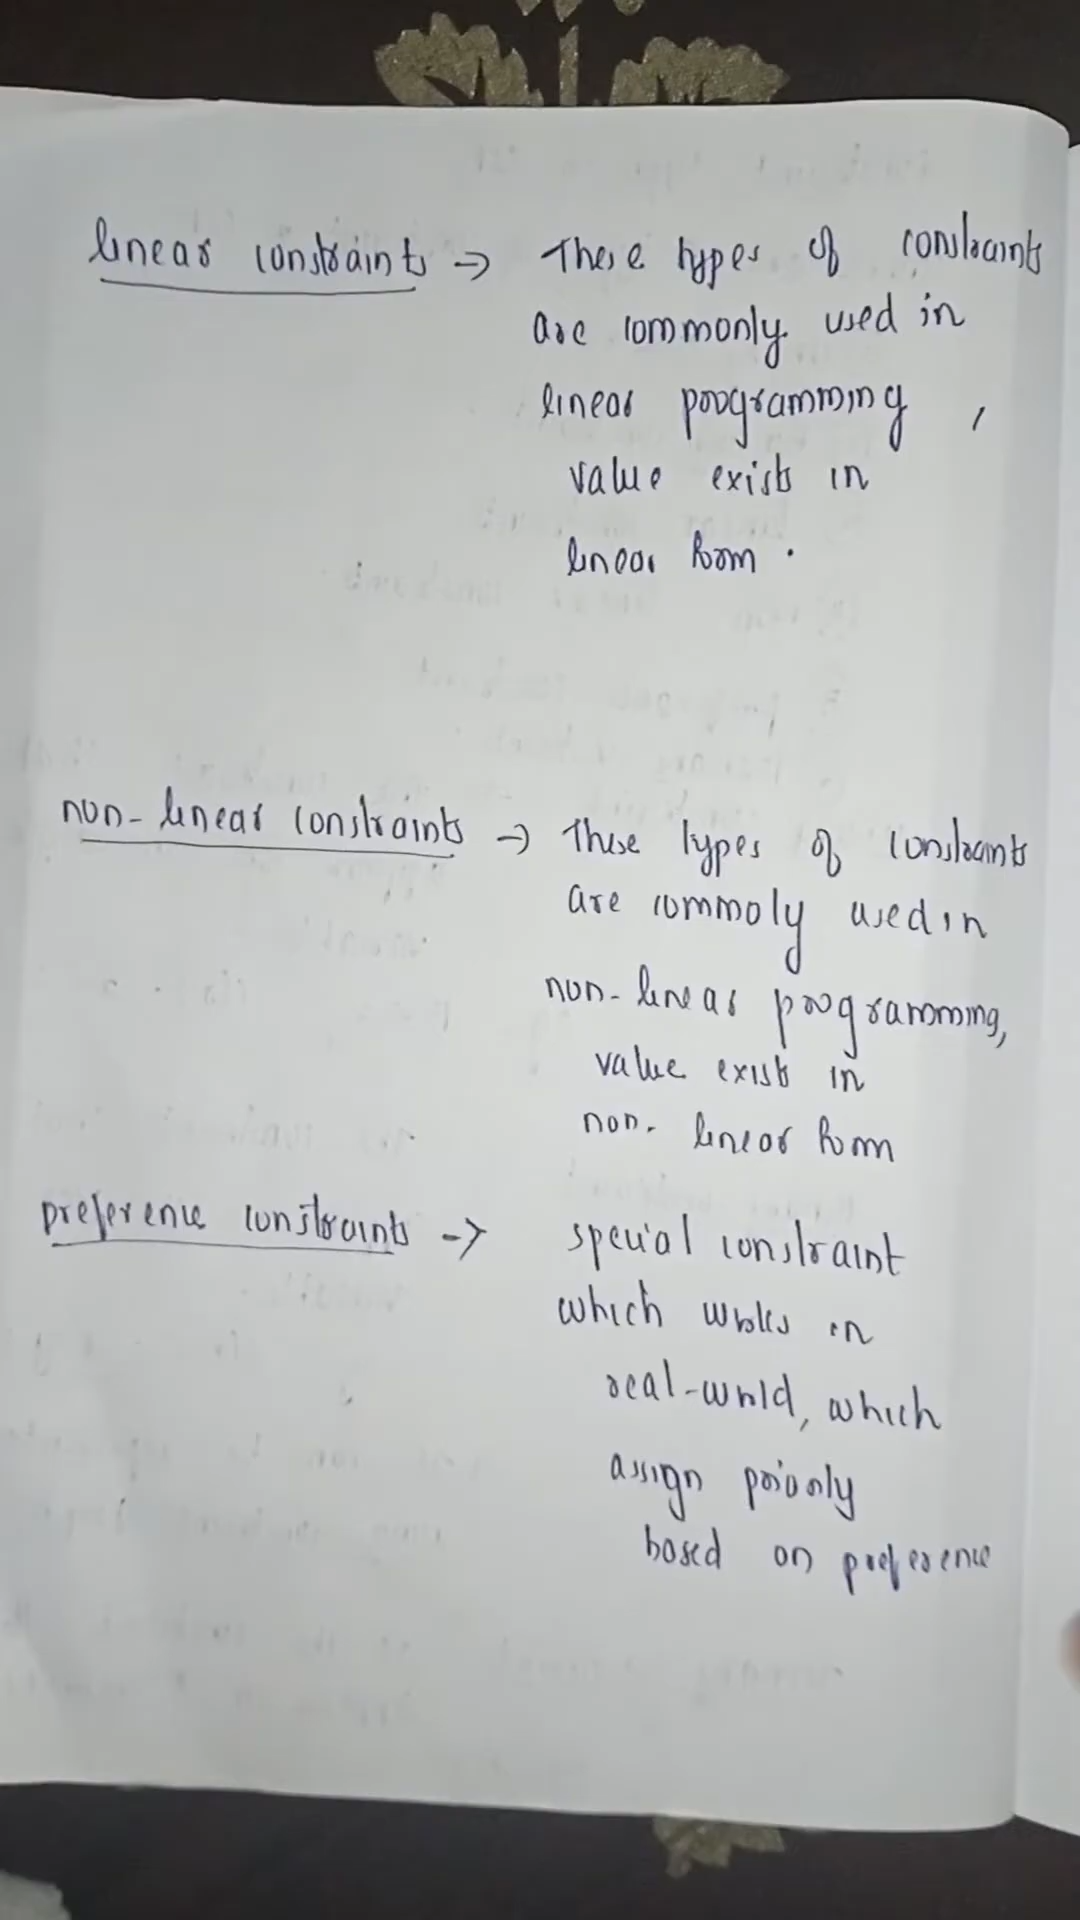 linear constraints → These types of constraints
are commonly used in
linear programming,
value exists in
linear form.
non-linear constraints → These types of constraints
are commoly used in
non-linear programming,
value exists in
non-linear form
preference constraints → special constraint
which works in
real-world, which
assign priority
based on preference